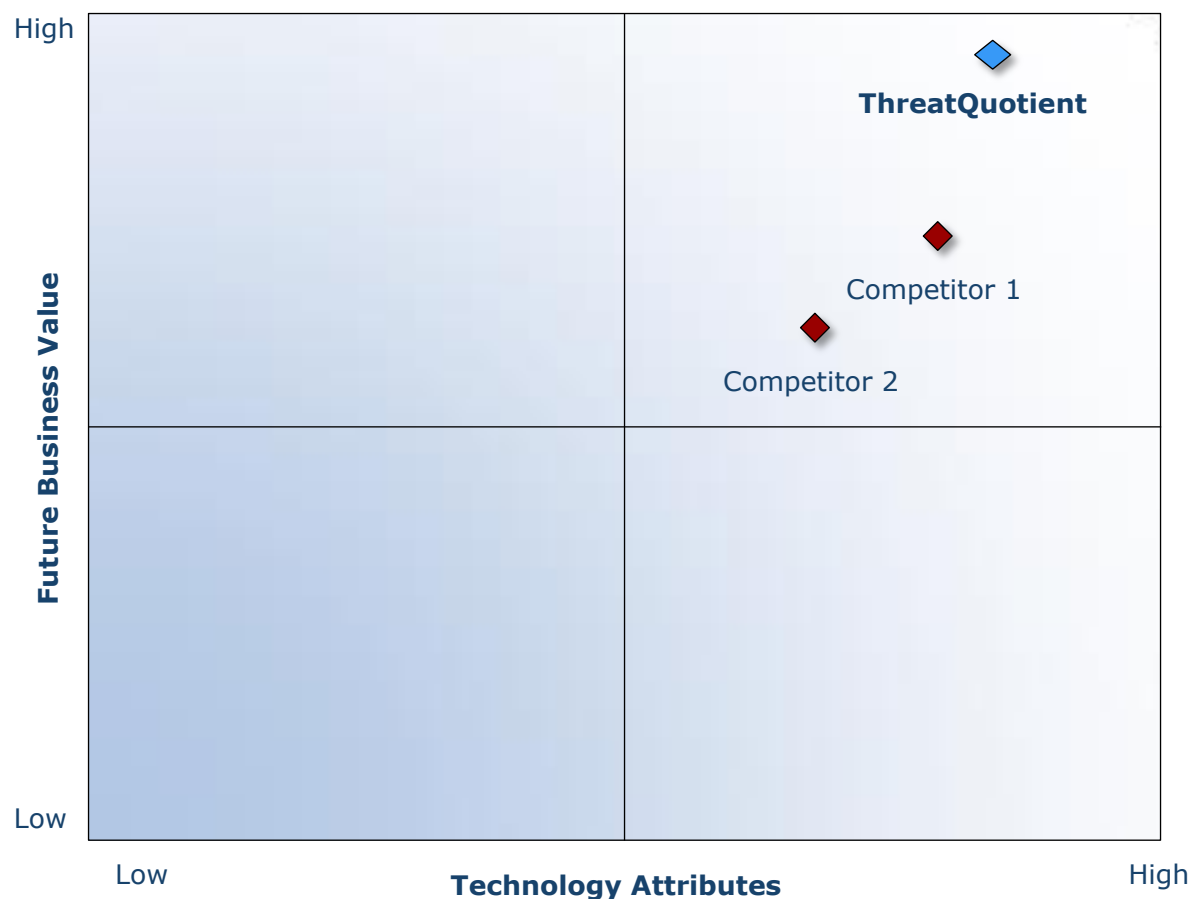 High
ThreatQuotient
Competitor 1
Competitor 2
Future Business Value
Low
Low
Technology Attributes
High